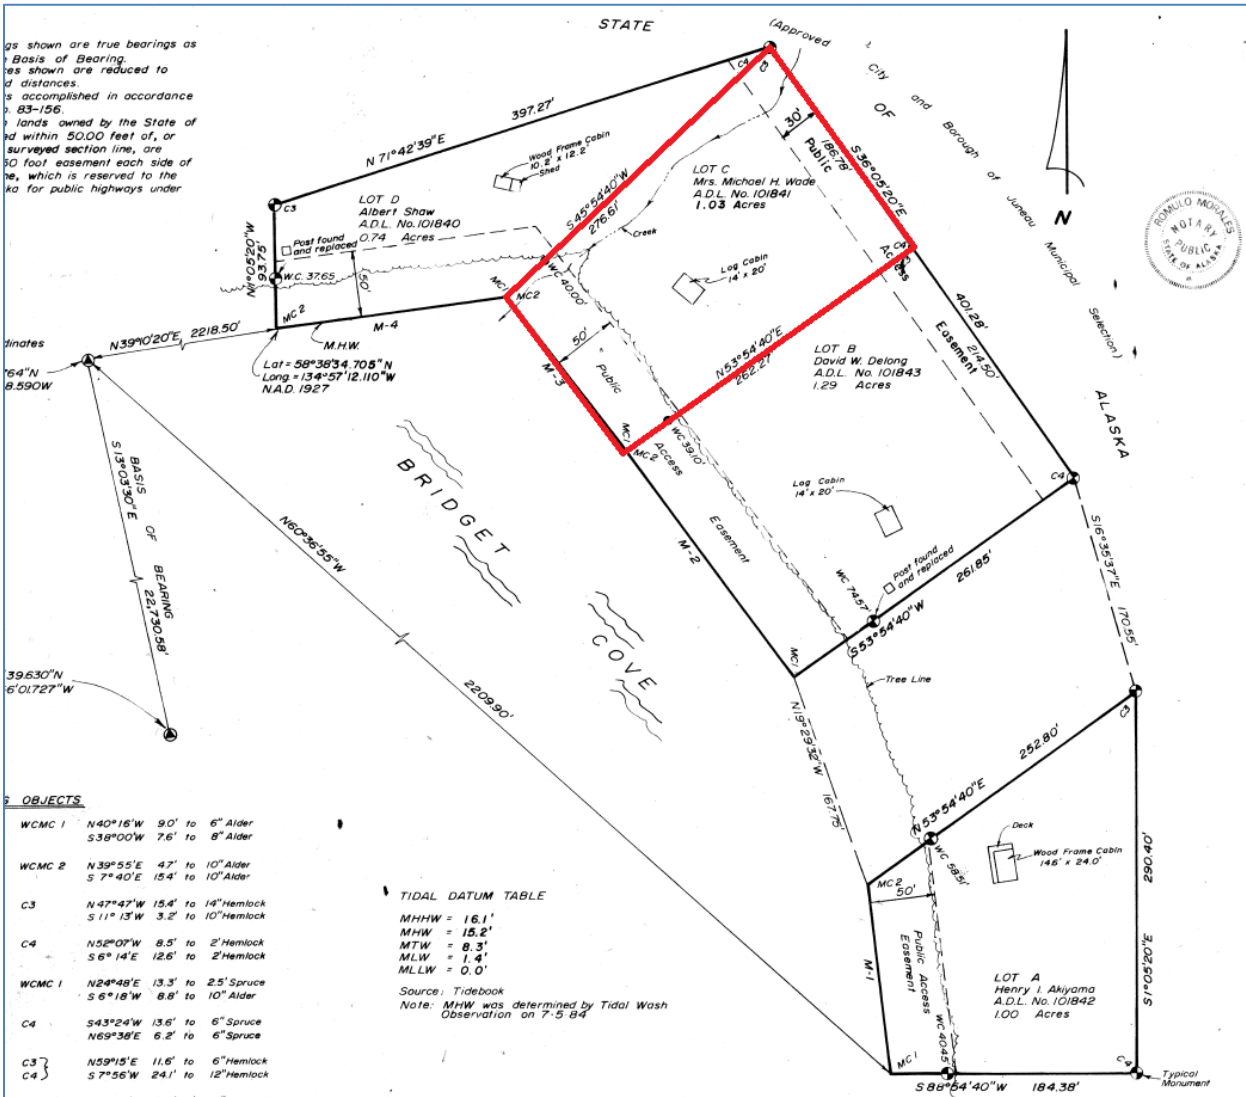 STATE
(Approved
City and Borough of Juneau Municipal Selection)
OF
ALASKA
gs shown are true bearings as
Basis of Bearing.
ces shown are reduced to
d distances.
s accomplished in accordance
83-156.
lands owned by the State of
ed within 50.00 feet of, or
surveyed section line, are
50 foot easement each side of
ne, which is reserved to the
ka for public highways under
397.27'
N 71°42'39"E
Wood Frame Cabin
10.2' x 12.2'
Shed
LOT D
Albert Shaw
A.D.L. No. 101840
0.74 Acres
C3
Post found
and replaced
N1°05'20"W
93.75'
W.C. 37.65
50'
MC2
M-4
M.H.W.
MC1
MC2
WC 40.00'
S45°54'40"W
276.61'
Creek
C4
C3
30'
Public
186.78'
S36°05'20"E
LOT C
Mrs. Michael H. Wade
A.D.L. No. 101841
1.03 Acres
Log Cabin
14' x 20'
C4
C3
Access
N
ROMULO MORALES
NOTARY
PUBLIC
STATE OF ALASKA
N39°10'20"E 2218.50'
Lat = 58°38'34.705"N
Long = 134°57'12.110"W
N.A.D. 1927
dinates
764"N
8.590W
50'
Public
M-3
N53°54'40"E
262.27'
LOT B
David W. Delong
A.D.L. No. 101843
1.29 Acres
401.28'
214.50'
Easement
MC1
MC2
WC 39.10'
Access
BRIDGET
COVE
BASIS OF BEARING
S13°03'30"E 22,730.58'
N60°36'55"W
2209.90'
Easement
M-2
Log Cabin
14' x 20'
C4
Post found
and replaced
WC 74.57'
261.85'
S53°54'40"W
MC1
S16°35'37"E 170.55'
Tree Line
N19°29'32"W 167.75'
39.630"N
6'01.727"W
C3
252.80'
N53°54'40"E
WC 58.51'
MC2
50'
Deck
Wood Frame Cabin
14.6' x 24.0'
290.40'
S1°05'20"E
Public Access
Easement
M-1
LOT A
Henry I. Akiyama
A.D.L. No. 101842
1.00 Acres
MC1
WC 40.45'
C4
S 88°54'40"W 184.38'
Typical
Monument
OBJECTS
WCMC 1 N40°16'W 9.0' to 6" Alder
S38°00'W 7.6' to 8" Alder
WCMC 2 N39°55'E 4.7' to 10" Alder
S 7°40'E 15.4' to 10" Alder
C3 N47°47'W 15.4' to 14" Hemlock
S11°13'W 3.2' to 10" Hemlock
C4 N52°07'W 8.5' to 2' Hemlock
S6°14'E 12.6' to 2' Hemlock
WCMC 1 N24°48'E 13.3' to 2.5' Spruce
S 6°18'W 8.8' to 10" Alder
C4 S43°24'W 13.6' to 6" Spruce
N69°38'E 6.2' to 6" Spruce
C3 N59°15'E 11.6' to 6" Hemlock
C4 S 7°56'W 24.1' to 12" Hemlock
TIDAL DATUM TABLE
MHHW = 16.1'
MHW = 15.2'
MTW = 8.3'
MLW = 1.4'
MLLW = 0.0'
Source: Tidebook
Note: MHW was determined by Tidal Wash
Observation on 7-5-84